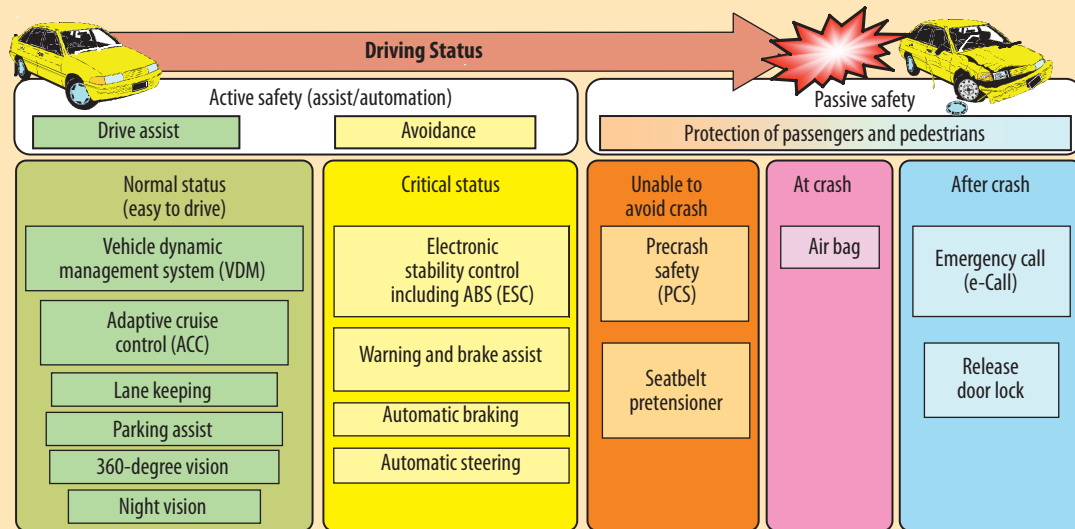 Driving Status
Active safety (assist/automation)
Passive safety
Drive assist
Avoidance
Protection of passengers and pedestrians
Normal status
(easy to drive)
Vehicle dynamic
management system (VDM)
Adaptive cruise
control (ACC)
Lane keeping
Parking assist
360-degree vision
Night vision
Critical status
Electronic
stability control
including ABS (ESC)
Warning and brake assist
Automatic braking
Automatic steering
Unable to
avoid crash
Precrash
safety
(PCS)
Seatbelt
pretensioner
At crash
Air bag
After crash
Emergency call
(e-Call)
Release
door lock